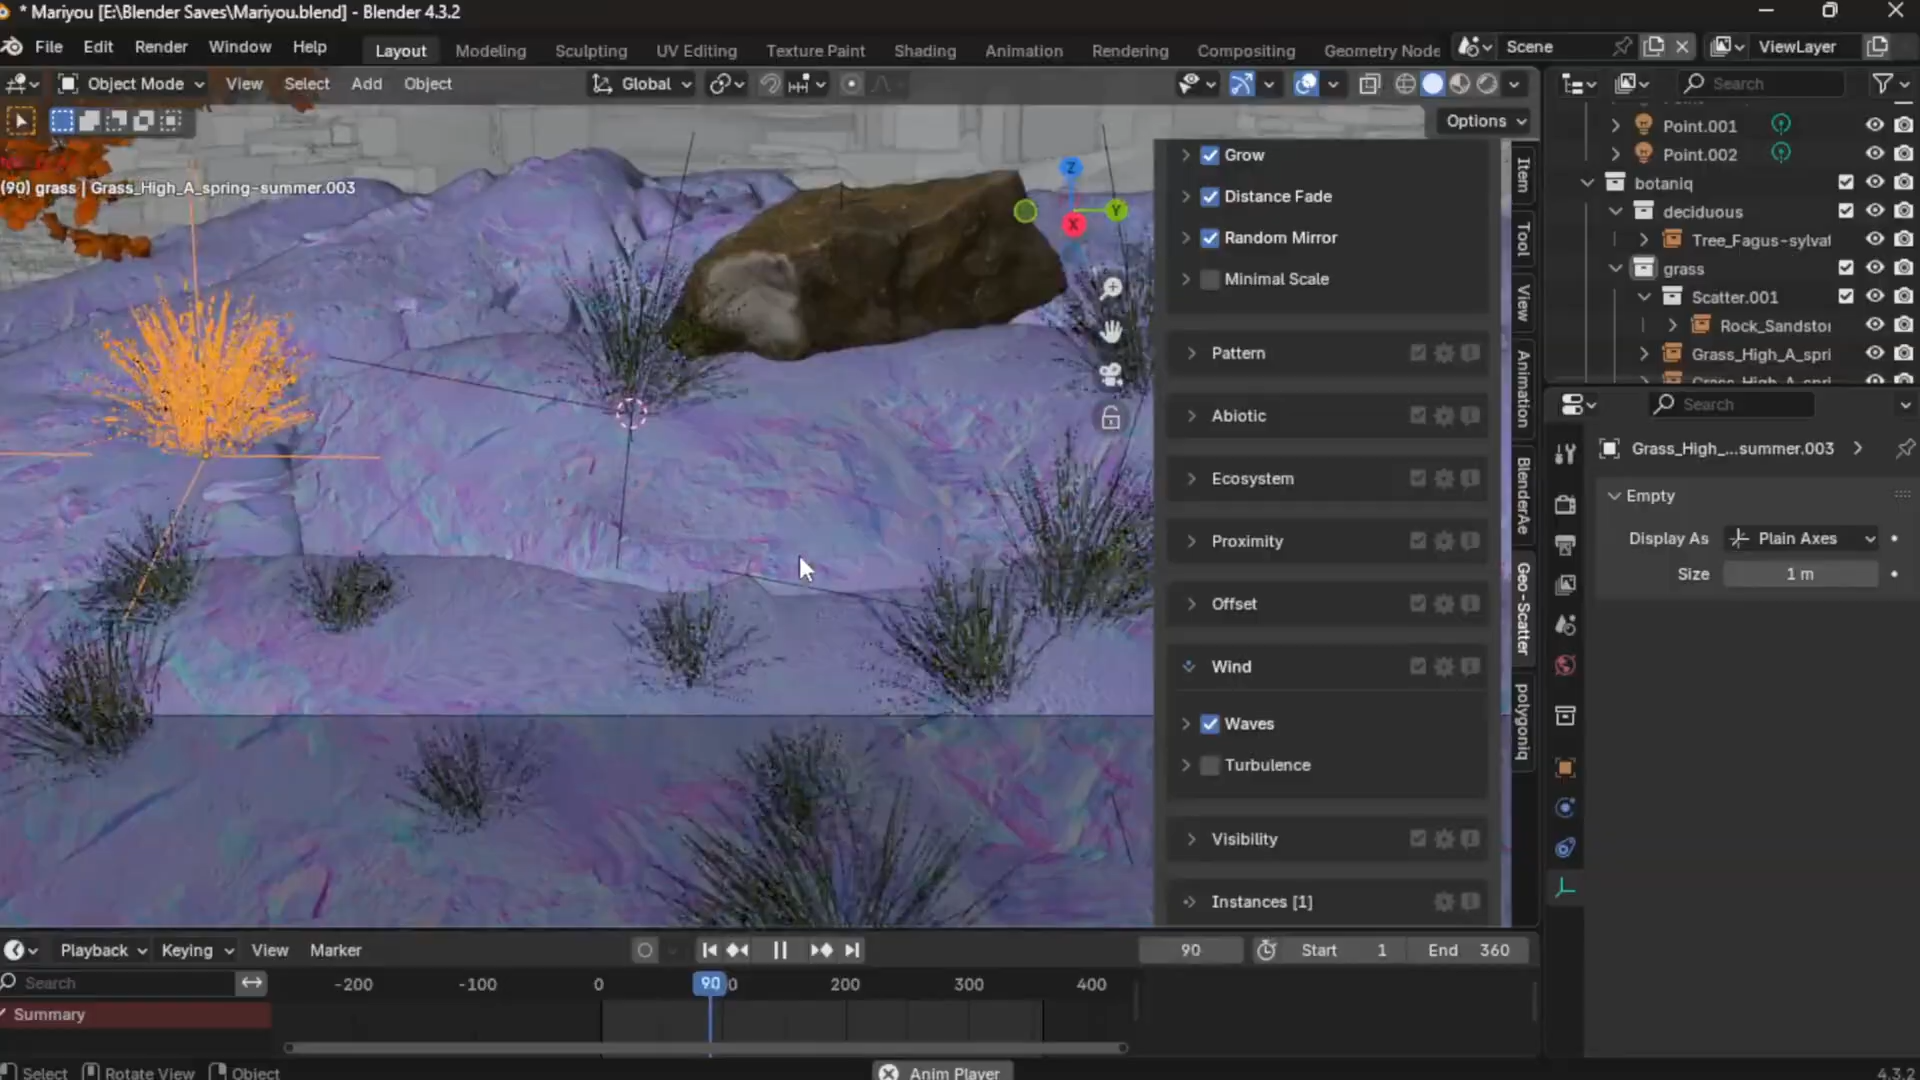 * Mariyou [E:\Blender Saves\Mariyou.blend] - Blender 4.3.2
File Edit Render Window Help Layout Modeling Sculpting UV Editing Texture Paint Shading Animation Rendering Compositing Geometry Node Scene ViewLayer
Object Mode View Select Add Object Global Search
Options
(90) grass | Grass_High_A_spring-summer.003
Z
Y
X
Grow
Distance Fade
Random Mirror
Minimal Scale
Pattern
Abiotic
Ecosystem
Proximity
Offset
Wind
Waves
Turbulence
Visibility
Instances [1]
Item
Tool
View
Animation
BlenderAe
Geo-Scatter
polygoniq
Point.001
Point.002
botaniq
deciduous
Tree_Fagus-sylvat
grass
Scatter.001
Rock_Sandsto
Grass_High_A_spri
Grass_High_A_spri
Search
Grass_High_...summer.003
Empty
Display As Plain Axes
Size 1 m
Playback Keying View Marker 90 Start 1 End 360
Search -200 -100 0 90 0 200 300 400
Summary
Select Rotate View Object Anim Player 4.3.2